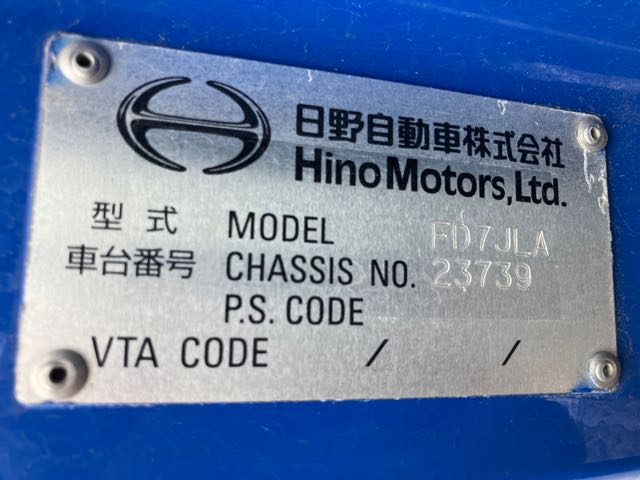 日野自動車株式会社
Hino Motors, Ltd.
型式 MODEL FD7JLA
車台番号 CHASSIS NO. 23739
P.S. CODE
VTA CODE / /